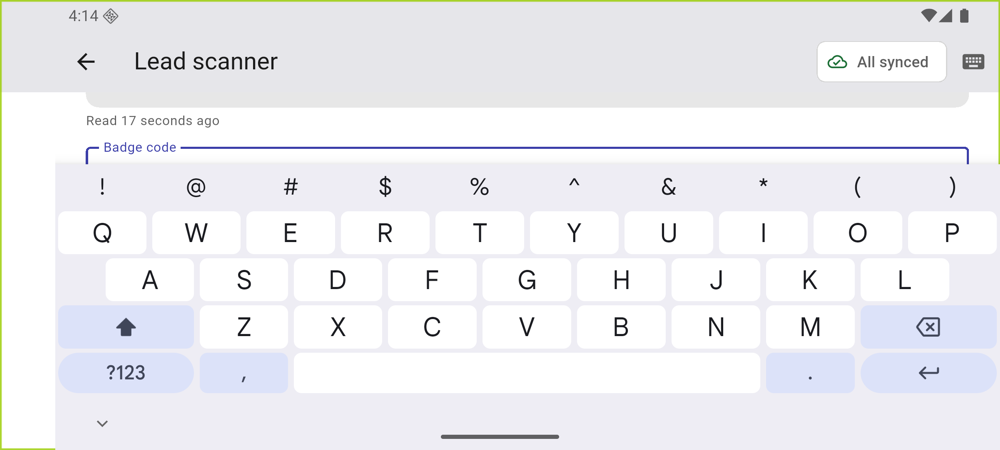 4:14
Lead scanner
All synced
Read 17 seconds ago
Badge code
! @ # $ % ^ & * ( )
Q W E R T Y U I O P
A S D F G H J K L
Z X C V B N M
?123 , .